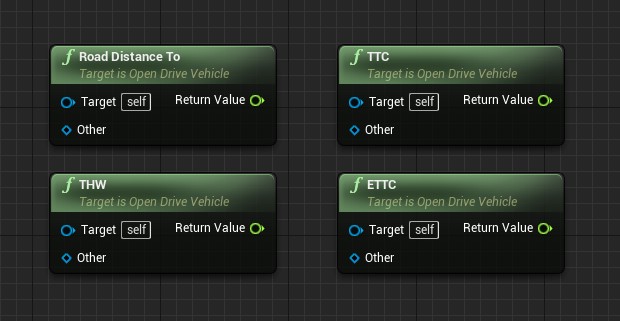 Road Distance To
Target is Open Drive Vehicle
Target self Return Value
Other
TTC
Target is Open Drive Vehicle
Target self Return Value
Other
THW
Target is Open Drive Vehicle
Target self Return Value
Other
ETTC
Target is Open Drive Vehicle
Target self Return Value
Other